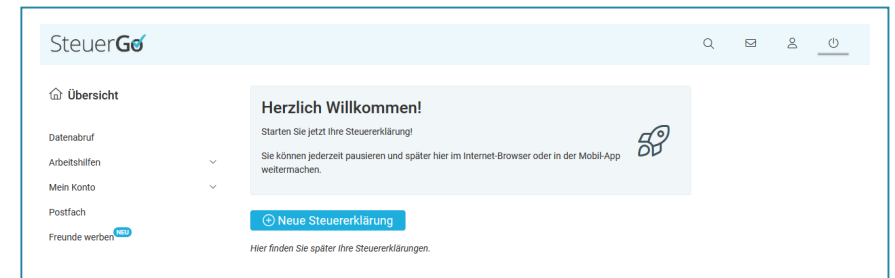 SteuerGo
Übersicht
Datenabruf
Arbeitshilfen
Mein Konto
Postfach
Freunde werben NEU
Herzlich Willkommen!
Starten Sie jetzt Ihre Steuererklärung!
Sie können jederzeit pausieren und später hier im Internet-Browser oder in der Mobil-App
weitermachen.
Neue Steuererklärung
Hier finden Sie später Ihre Steuererklärungen.